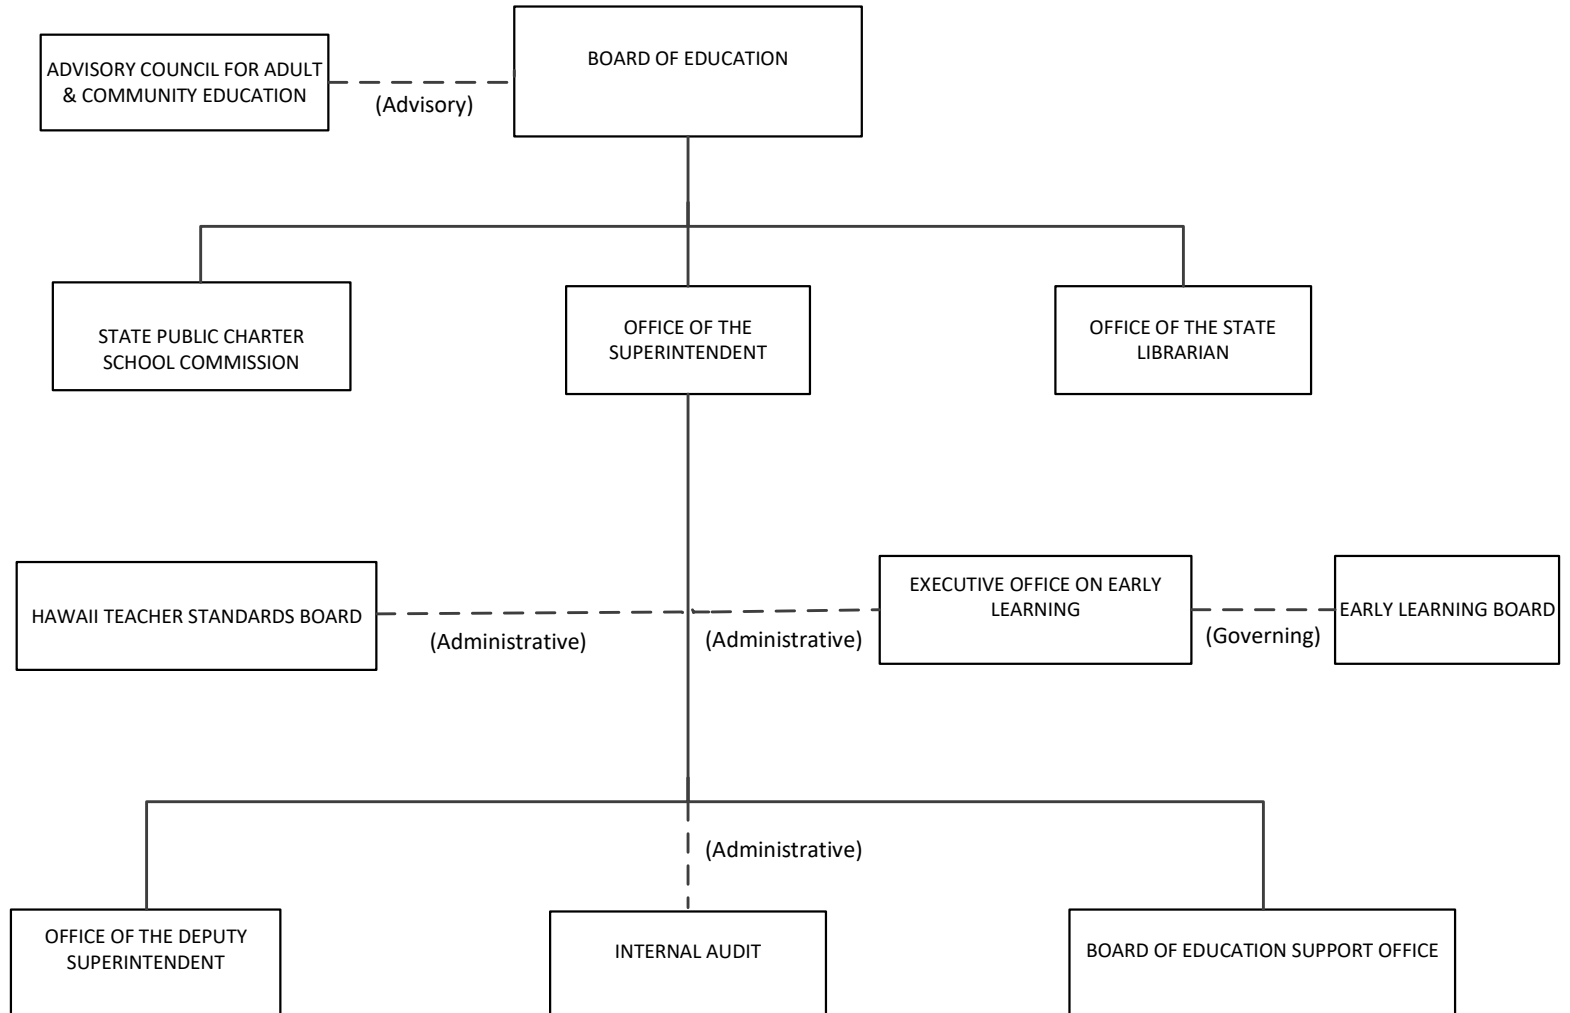 BOARD OF EDUCATION
ADVISORY COUNCIL FOR ADULT
& COMMUNITY EDUCATION
(Advisory)
STATE PUBLIC CHARTER
SCHOOL COMMISSION
OFFICE OF THE
SUPERINTENDENT
OFFICE OF THE STATE
LIBRARIAN
HAWAII TEACHER STANDARDS BOARD
(Administrative)
(Administrative)
EXECUTIVE OFFICE ON EARLY
LEARNING
(Governing)
EARLY LEARNING BOARD
(Administrative)
OFFICE OF THE DEPUTY
SUPERINTENDENT
INTERNAL AUDIT
BOARD OF EDUCATION SUPPORT OFFICE